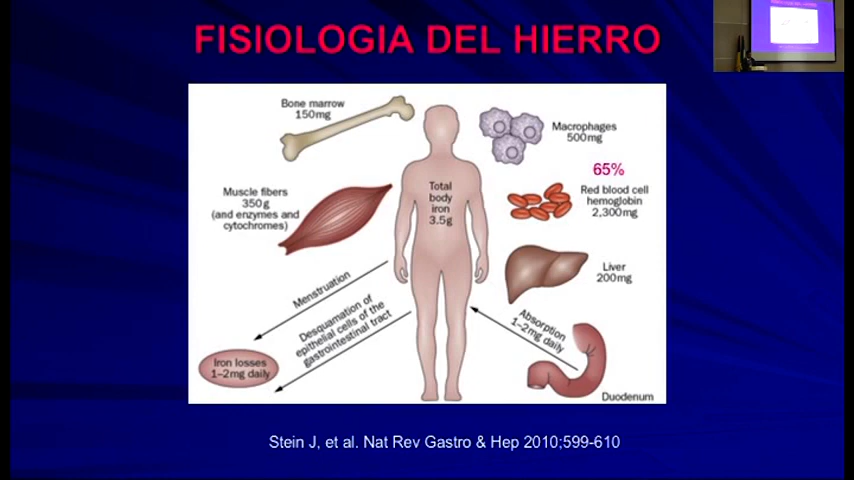 FISIOLOGIA DEL HIERRO
Bone marrow
150mg
Macrophages
500mg
65%
Muscle fibers
350g
(and enzymes and
cytochromes)
Total
body
iron
3.5g
Red blood cell
hemoglobin
2,300mg
Liver
200mg
Menstruation
Desquamation of
epithelial cells of the
gastrointestinal tract
Absorption
1–2mg daily
Iron losses
1–2mg daily
Duodenum
Stein J, et al. Nat Rev Gastro & Hep 2010;599-610